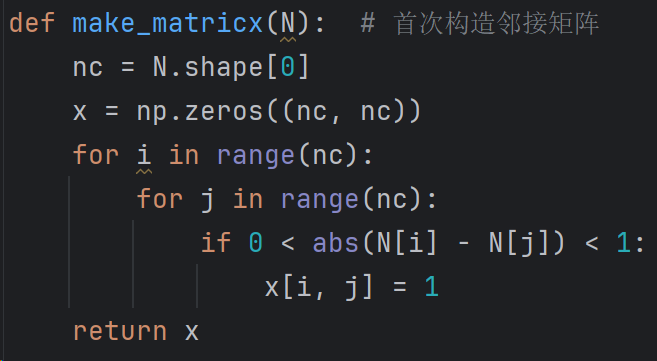 def make_matricx(N):  # 首次构造邻接矩阵
    nc = N.shape[0]
    x = np.zeros((nc, nc))
    for i in range(nc):
        for j in range(nc):
            if 0 < abs(N[i] - N[j]) < 1:
                x[i, j] = 1
    return x